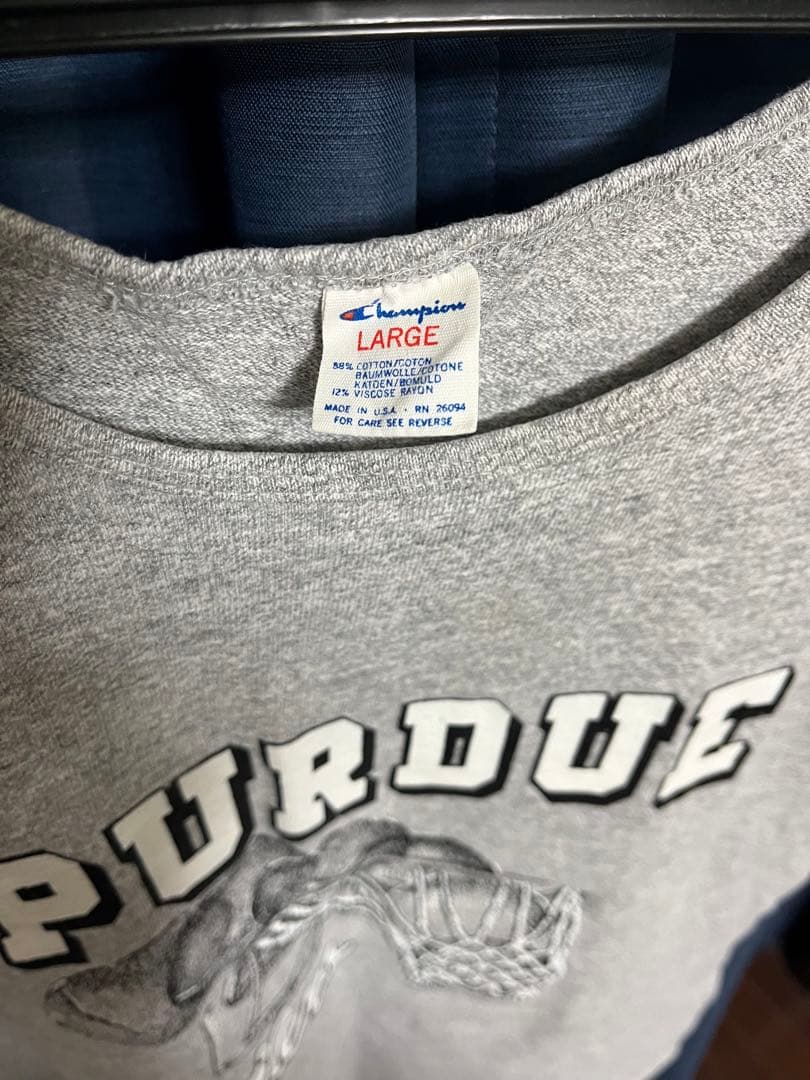 Champion
LARGE
88% COTTON/COTON
BAUMWOLLE/COTONE
KATOEN/BOMULD
12% VISCOSE RAYON
MADE IN U.S.A. · RN 26094
FOR CARE SEE REVERSE
PURDUE